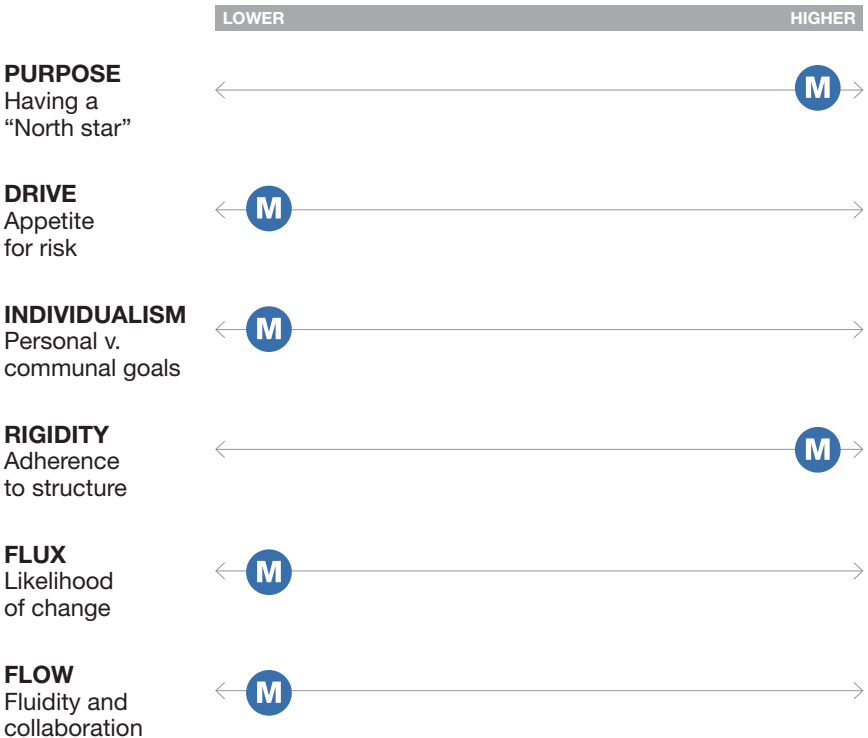 LOWER HIGHER
PURPOSE
Having a
“North star”
M
DRIVE
Appetite
for risk
M
INDIVIDUALISM
Personal v.
communal goals
M
RIGIDITY
Adherence
to structure
M
FLUX
Likelihood
of change
M
FLOW
Fluidity and
collaboration
M